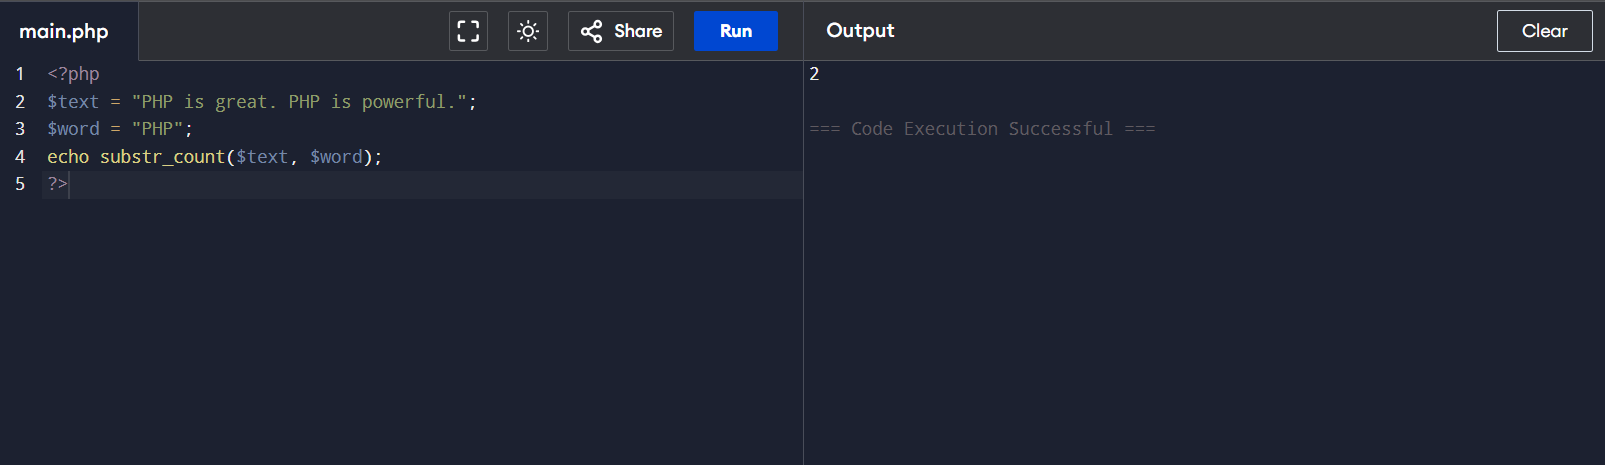 main.php Share Run Output Clear
1 <?php
2 $text = "PHP is great. PHP is powerful.";
3 $word = "PHP";
4 echo substr_count($text, $word);
5 ?>
2
=== Code Execution Successful ===